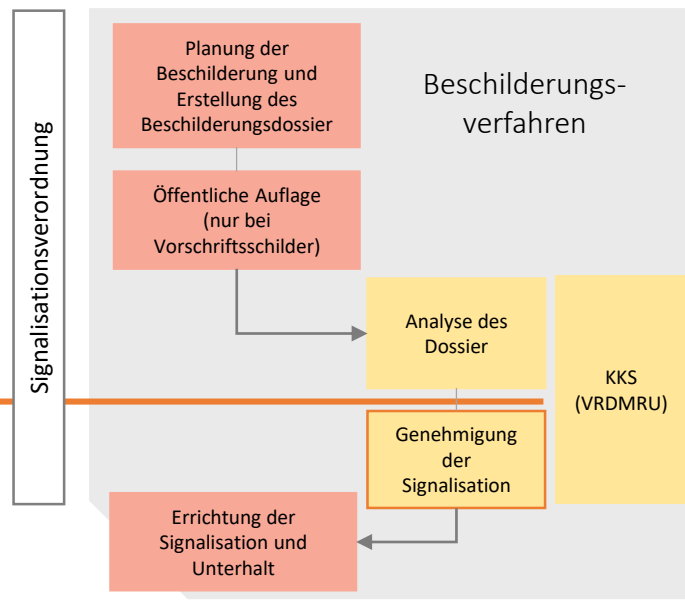 Signalisationsverordnung
Beschilderungs-
verfahren
Planung der
Beschilderung und
Erstellung des
Beschilderungsdossier
Öffentliche Auflage
(nur bei
Vorschriftsschilder)
Analyse des
Dossier
KKS
(VRDMRU)
Genehmigung
der
Signalisation
Errichtung der
Signalisation und
Unterhalt